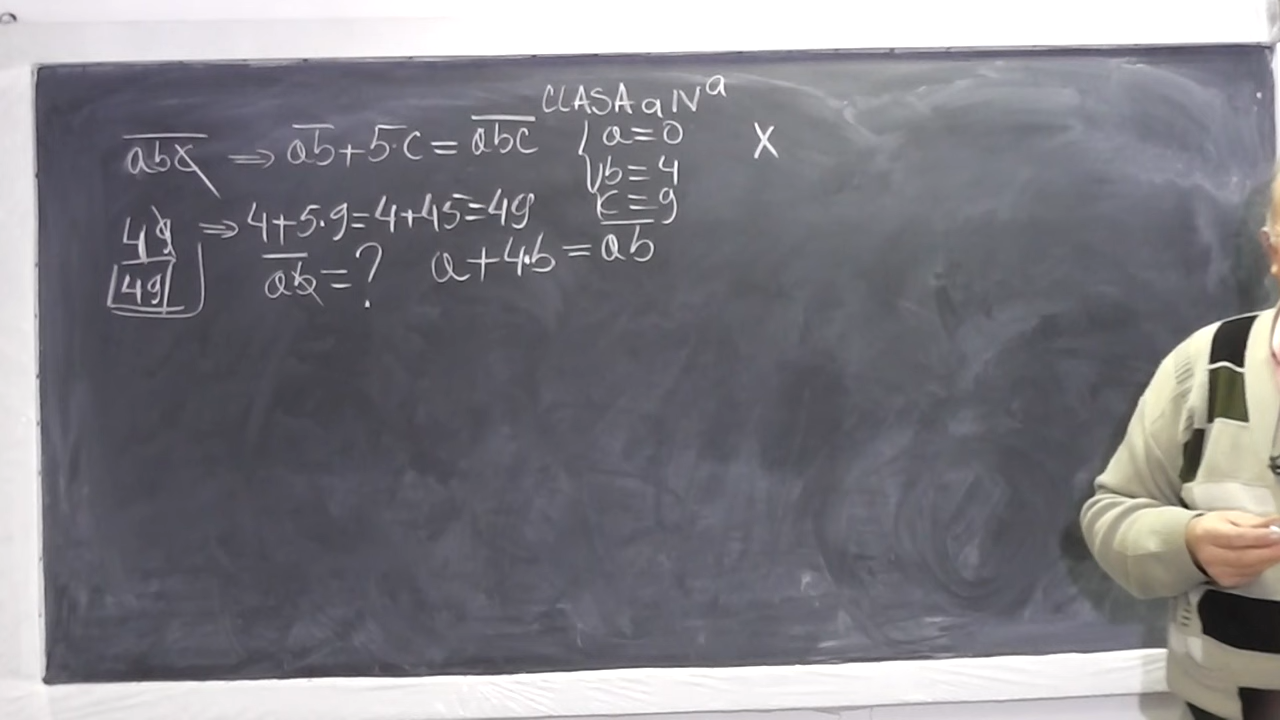 CLASA a IVª
abc ⇒ ab+5·c = abc { a=0 X
b=4
49 ⇒ 4+5·9=4+45=49 c=9
ab=? a+4·b=ab
49